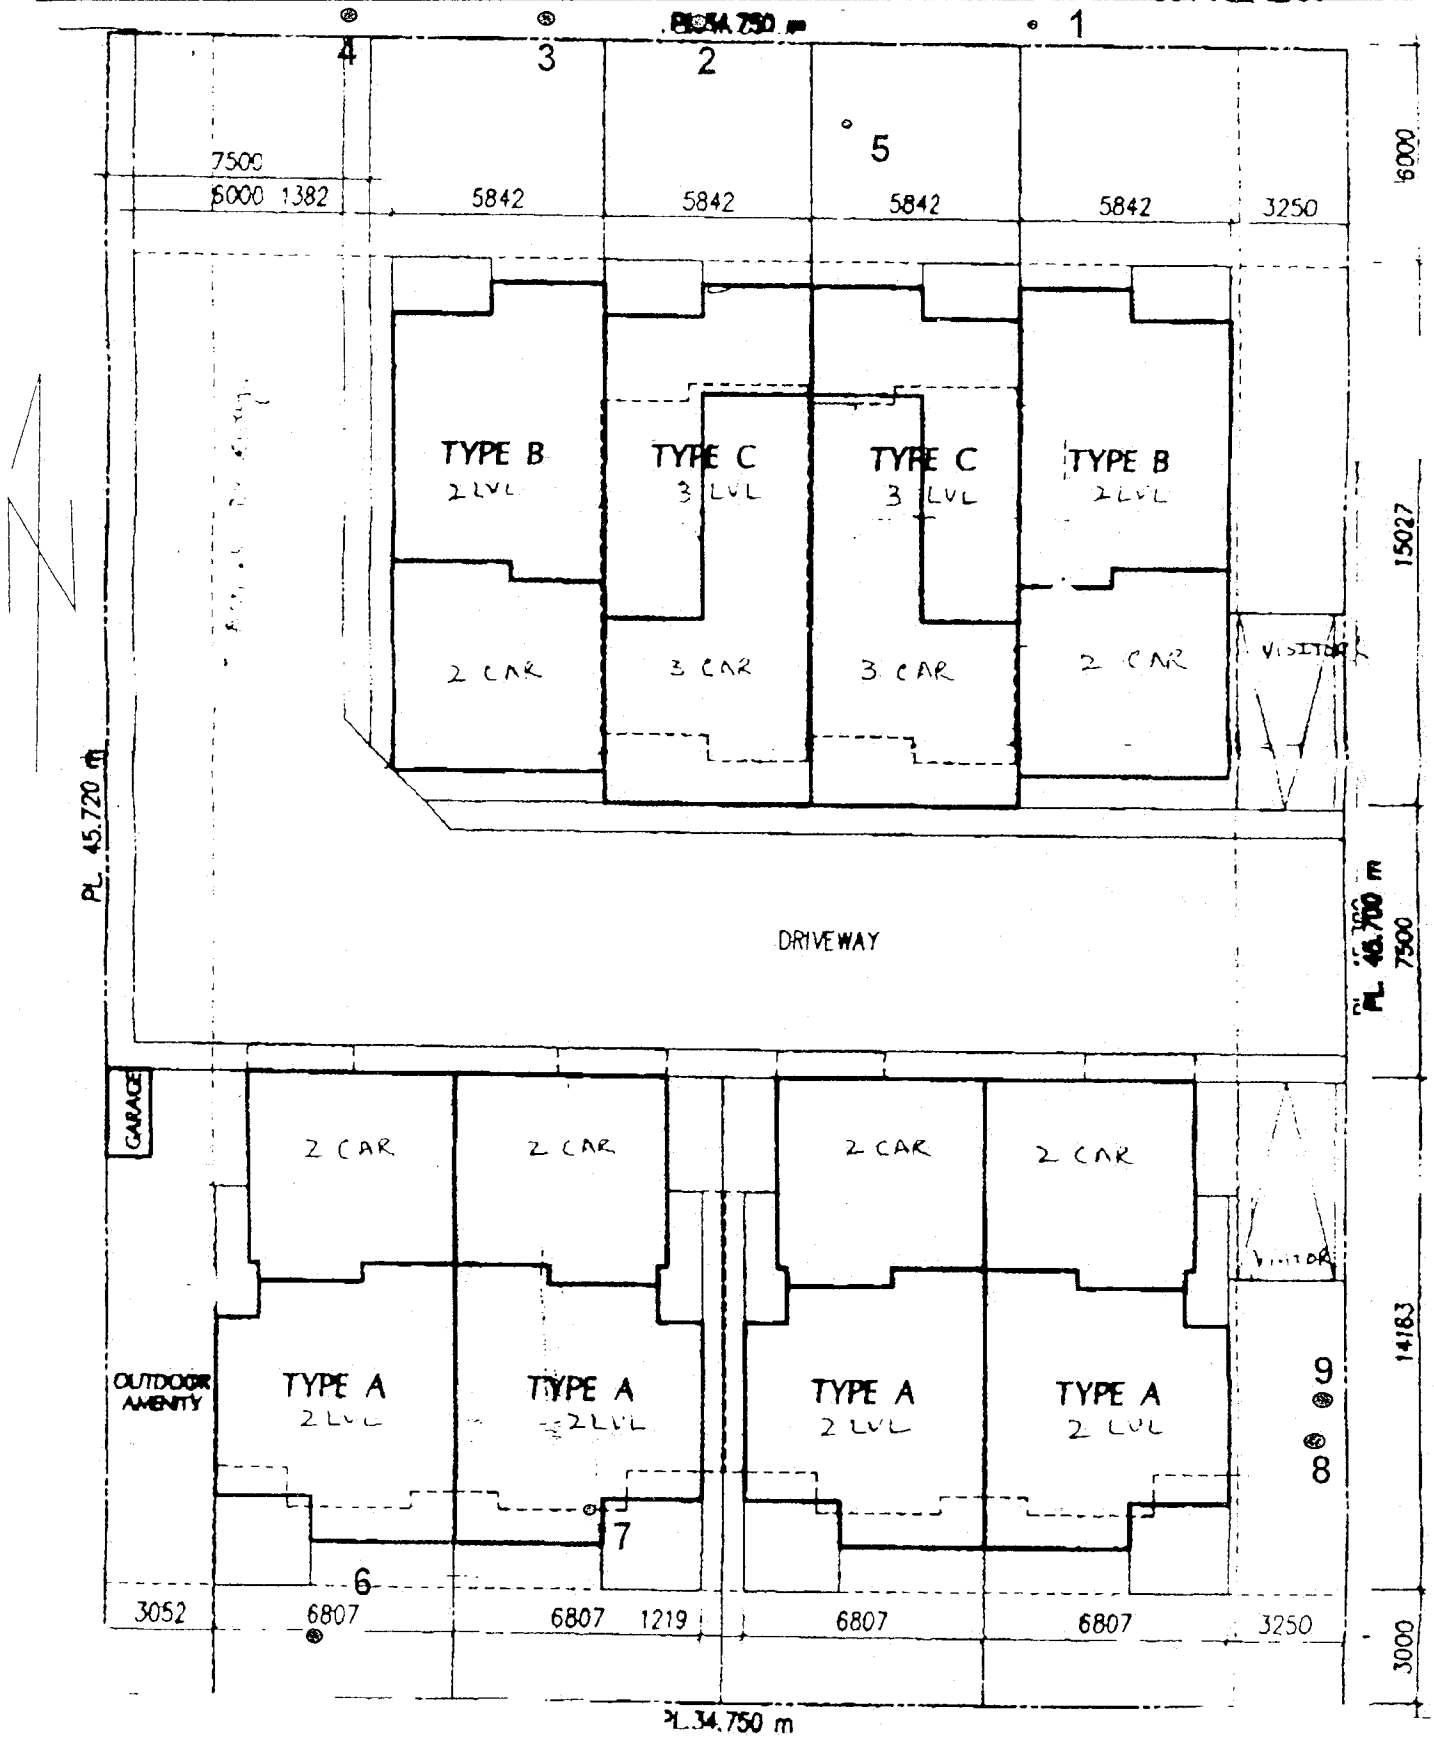 PL 34.750 m
1
4
3
2
5
7500
6000
6000 1382
5842
5842
5842
5842
3250
TYPE B
2 LVL
TYPE C
3 LVL
TYPE C
3 LVL
TYPE B
2 LVL
15027
2 CAR
3 CAR
3 CAR
2 CAR
VISITOR
PL. 45.720 m
DRIVEWAY
PL. 45.700 m
7500
GARAGE
2 CAR
2 CAR
2 CAR
2 CAR
VISITOR
14183
OUTDOOR
AMENITY
TYPE A
2 LVL
TYPE A
2 LVL
TYPE A
2 LVL
TYPE A
2 LVL
9
8
7
6
3052
6807
6807
1219
6807
6807
3250
3000
PL.34.750 m